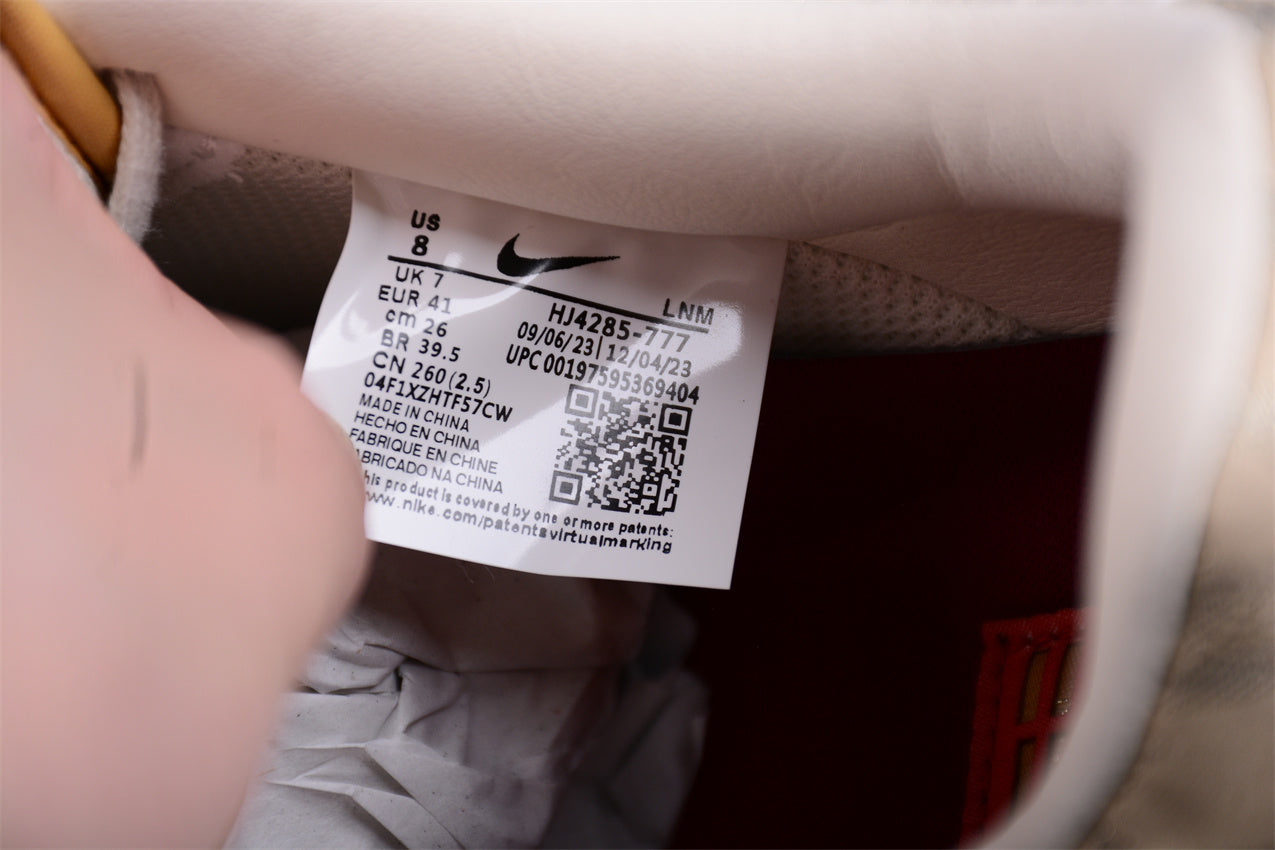 US
8
UK 7
EUR 41
cm 26
BR 39.5
CN 260 (2.5)
04F1XZHTF57CW
LNM
HJ4285-777
09/06/23|12/04/23
UPC 00197595369404
MADE IN CHINA
HECHO EN CHINA
FABRIQUE EN CHINE
ABRICADO NA CHINA
his product is covered by one or more patents:
www.nike.com/patentsvirtualmarking